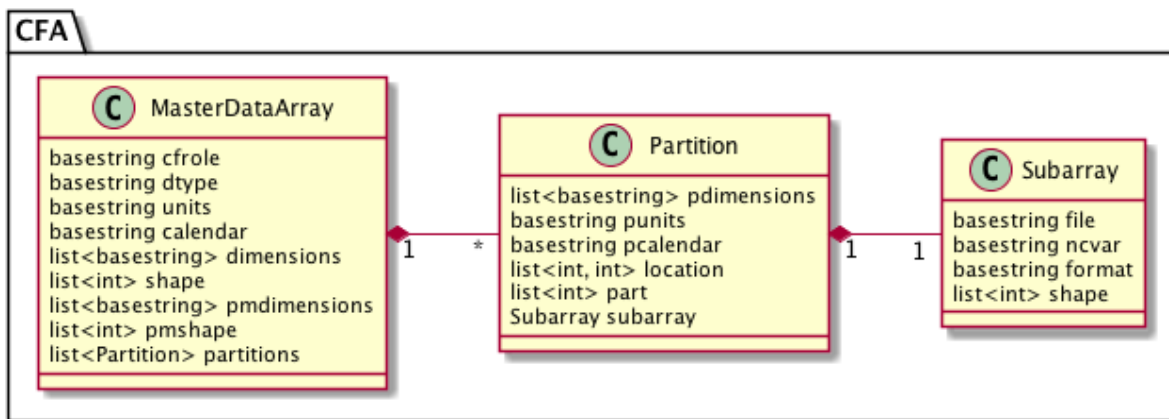 CFA
C MasterDataArray
basestring cfrole
basestring dtype
basestring units
basestring calendar
list<basestring> dimensions
list<int> shape
list<basestring> pmdimensions
list<int> pmshape
list<Partition> partitions
1
*
C Partition
list<basestring> pdimensions
basestring punits
basestring pcalendar
list<int, int> location
list<int> part
Subarray subarray
1
1
C Subarray
basestring file
basestring ncvar
basestring format
list<int> shape